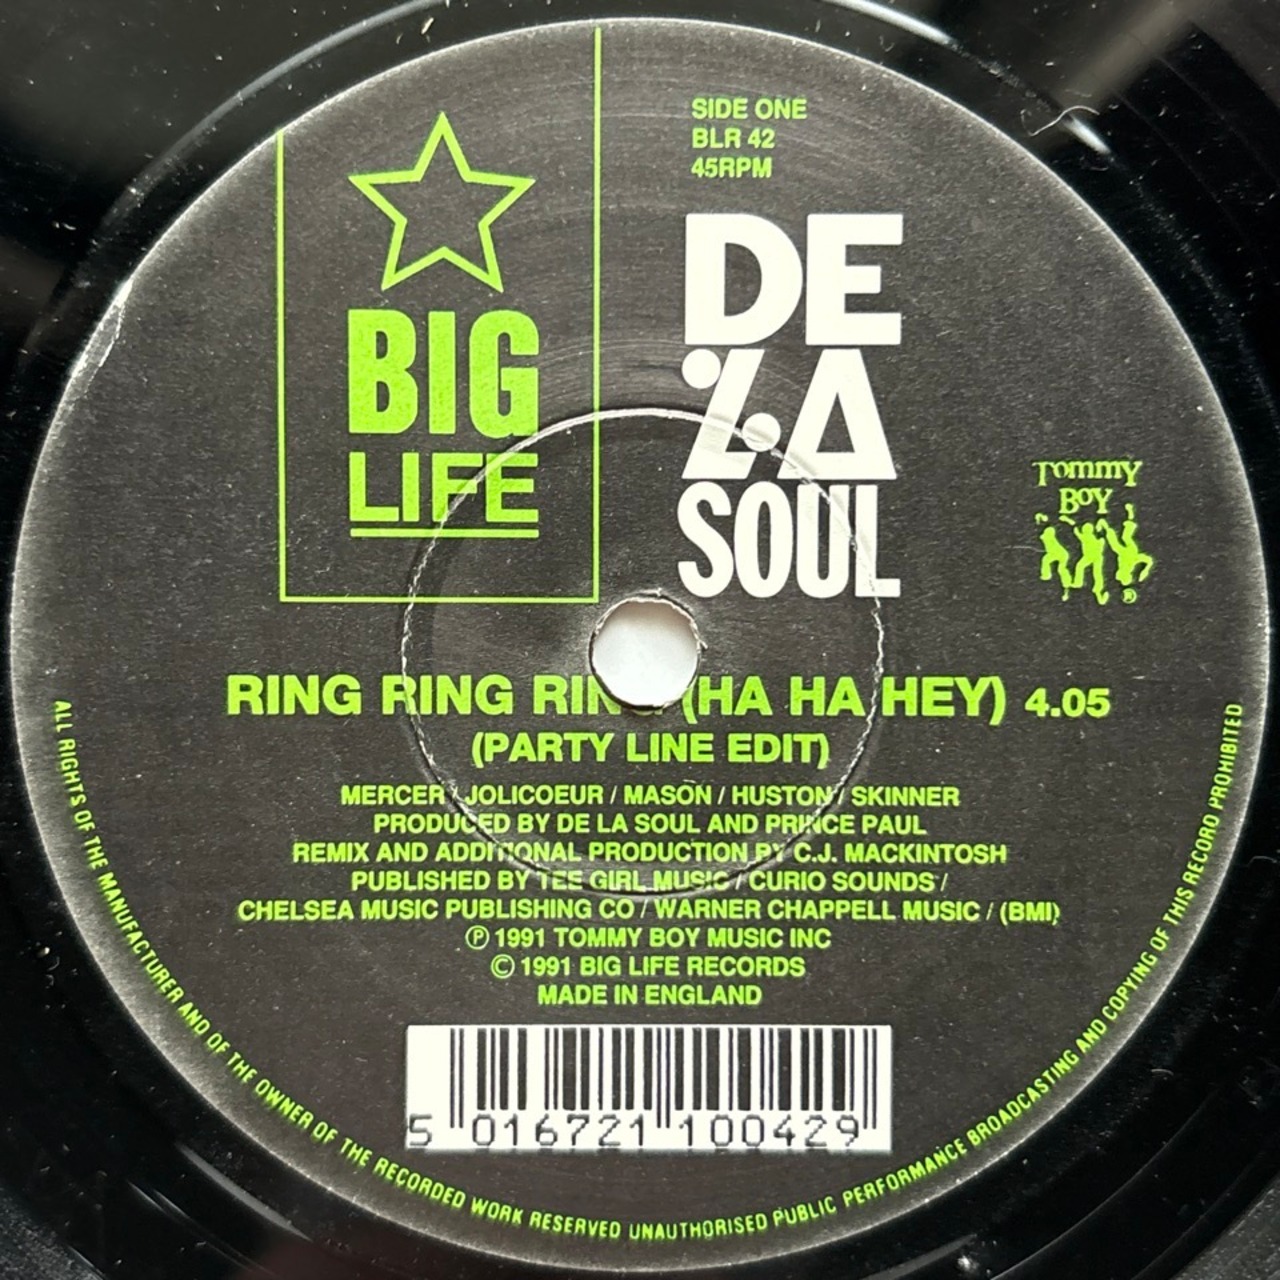 SIDE ONE
BLR 42
45RPM
BIG
LIFE
DE
LA
SOUL
Tommy
BOY
®
RING RING RING (HA HA HEY) 4.05
(PARTY LINE EDIT)
MERCER / JOLICOEUR / MASON / HUSTON / SKINNER
PRODUCED BY DE LA SOUL AND PRINCE PAUL
REMIX AND ADDITIONAL PRODUCTION BY C.J. MACKINTOSH
PUBLISHED BY TEE GIRL MUSIC / CURIO SOUNDS /
CHELSEA MUSIC PUBLISHING CO / WARNER CHAPPELL MUSIC / (BMI)
℗ 1991 TOMMY BOY MUSIC INC
© 1991 BIG LIFE RECORDS
MADE IN ENGLAND
5 016721 100429
ALL RIGHTS OF THE MANUFACTURER AND OF THE OWNER OF THE RECORDED WORK RESERVED UNAUTHORISED PUBLIC PERFORMANCE BROADCASTING AND COPYING OF THIS RECORD PROHIBITED